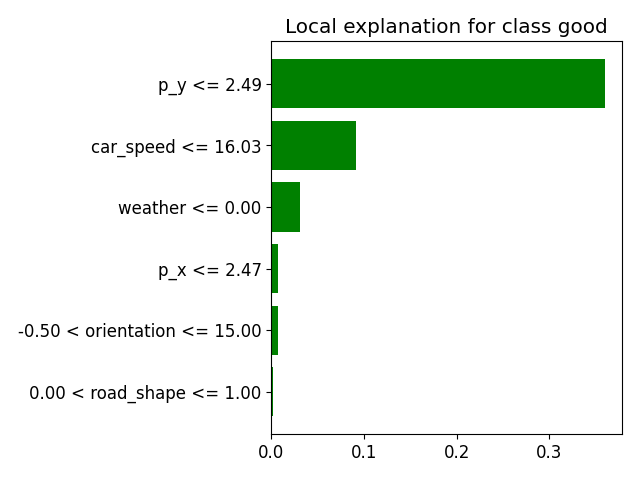 Local explanation for class good
p_y <= 2.49
car_speed <= 16.03
weather <= 0.00
p_x <= 2.47
-0.50 < orientation <= 15.00
0.00 < road_shape <= 1.00
0.0 0.1 0.2 0.3